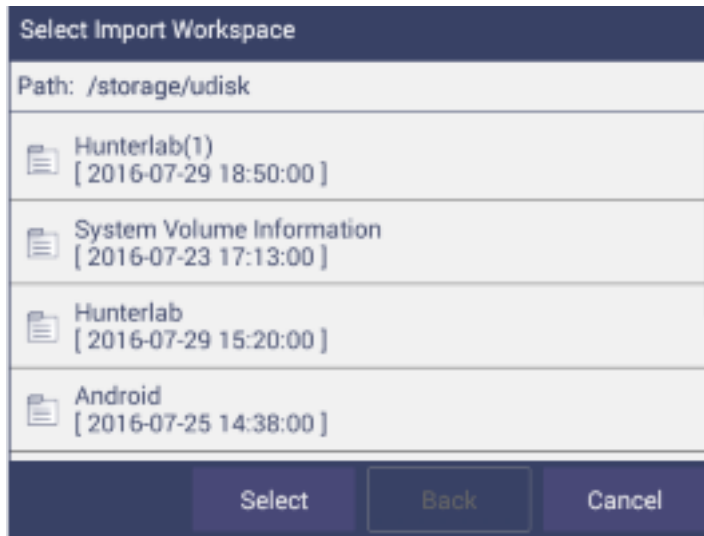 Select Import Workspace
Path: /storage/udisk
Hunterlab(1)
[ 2016-07-29 18:50:00 ]
System Volume Information
[ 2016-07-23 17:13:00 ]
Hunterlab
[ 2016-07-29 15:20:00 ]
Android
[ 2016-07-25 14:38:00 ]
Select Back Cancel